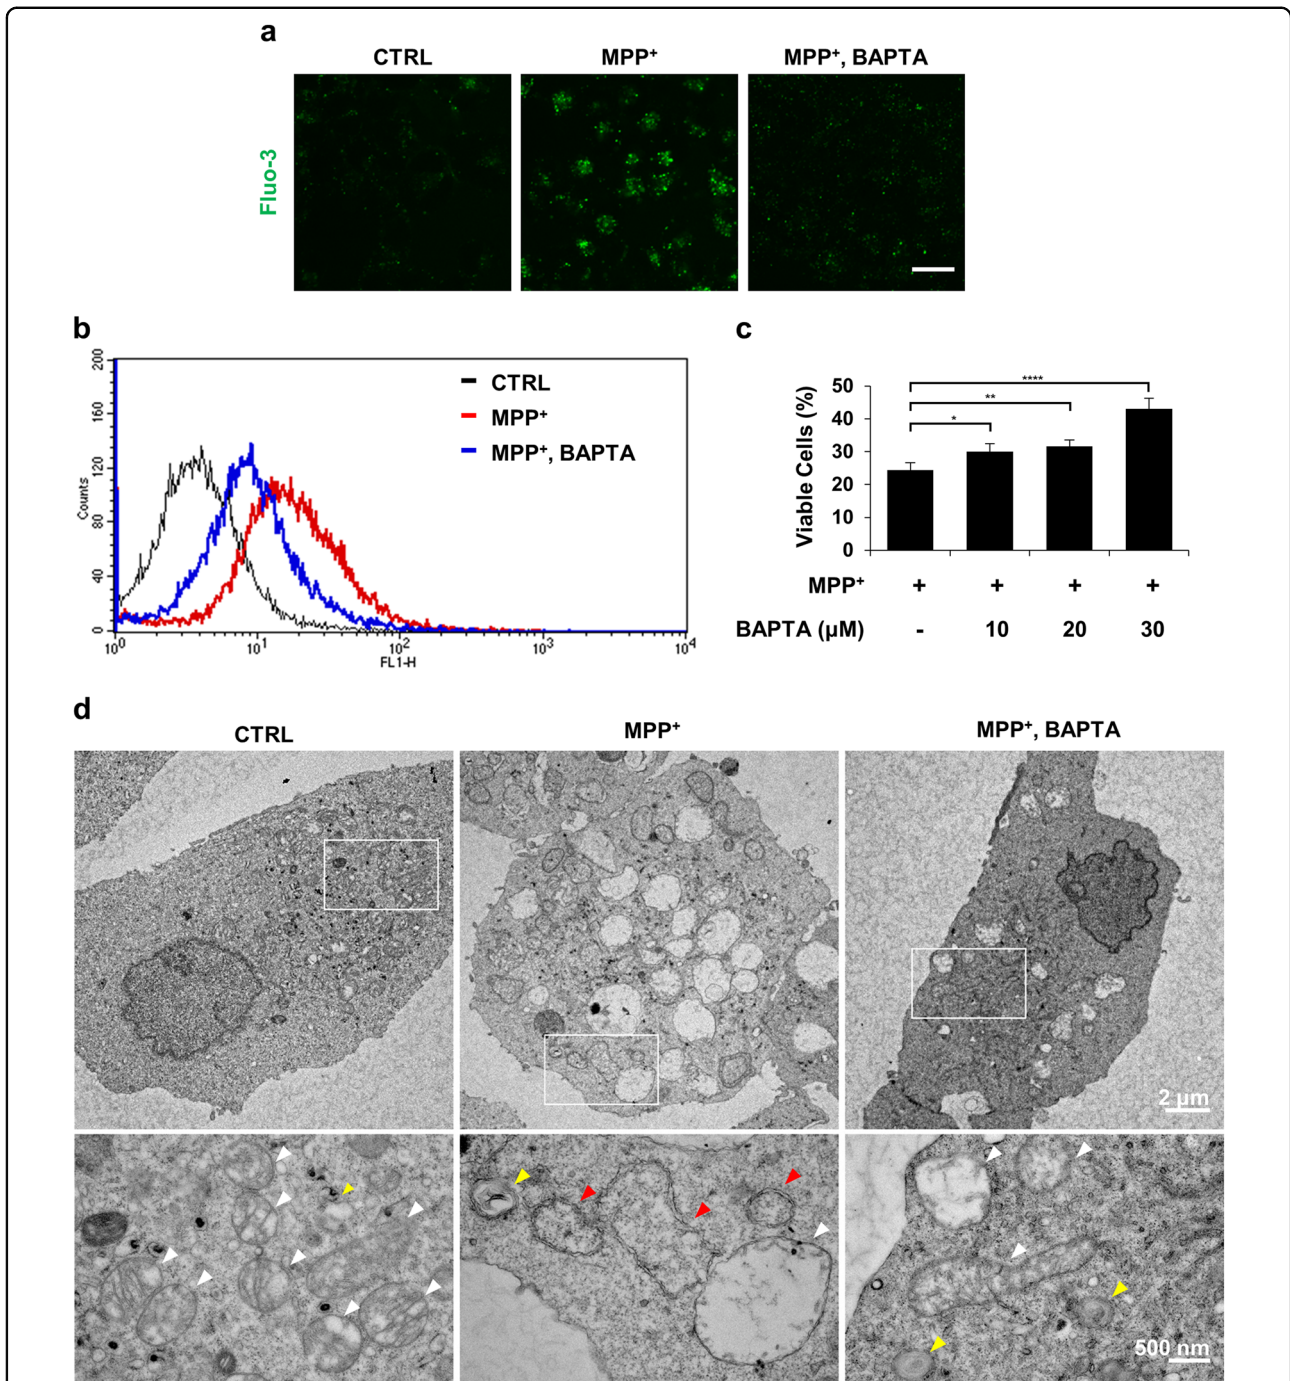 a
CTRL MPP⁺ MPP⁺, BAPTA
Fluo-3
b
200
160
120
80
40
0
Counts
CTRL
MPP⁺
MPP⁺, BAPTA
10⁰ 10¹ 10² 10³ 10⁴
FL1-H
c
Viable Cells (%)
50
40
30
20
10
0
****
**
*
MPP⁺ + + + +
BAPTA (µM) - 10 20 30
d
CTRL MPP⁺ MPP⁺, BAPTA
2 µm
500 nm